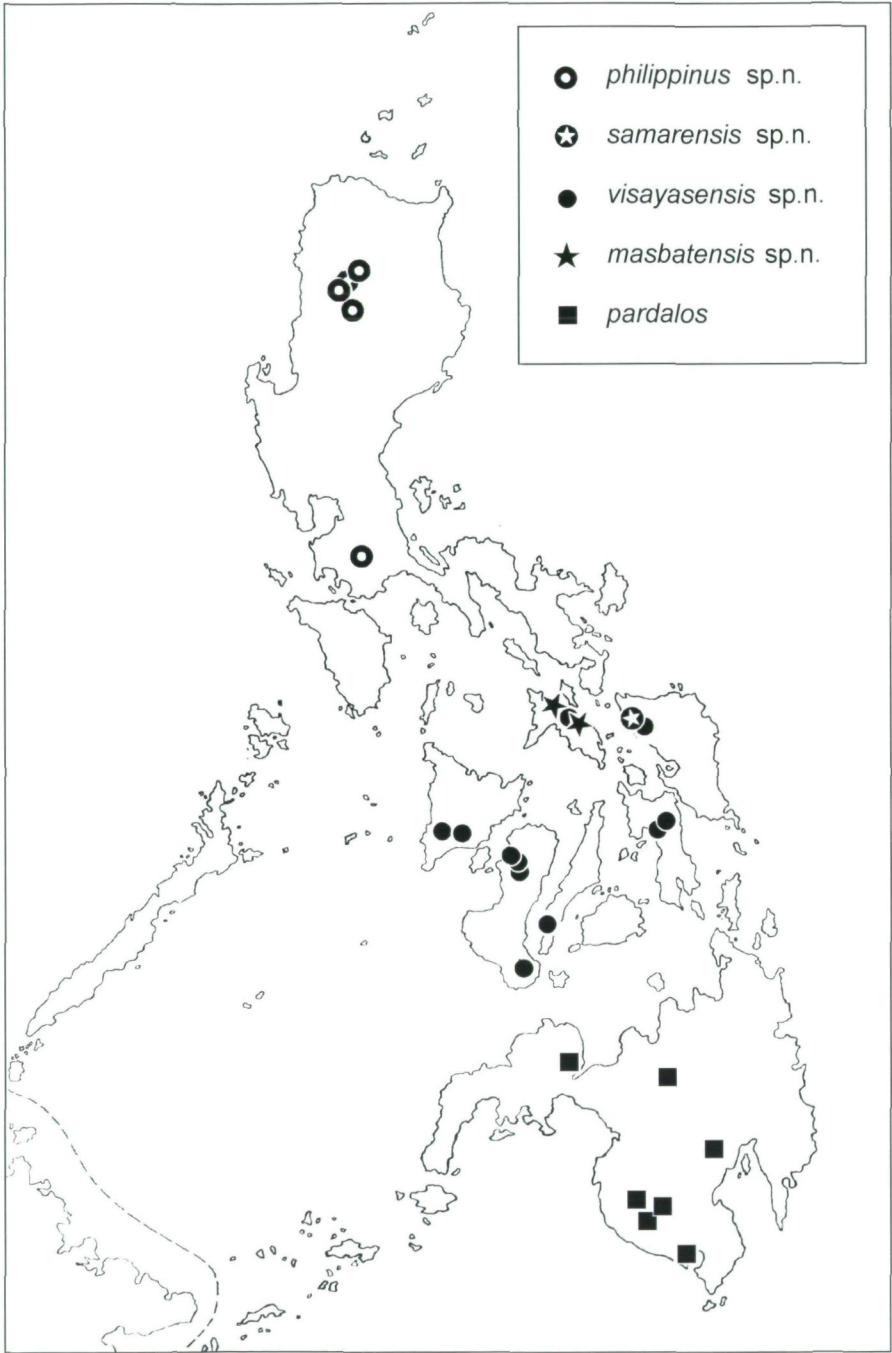 philippinus sp.n.
samarensis sp.n.
visayasensis sp.n.
masbatensis sp.n.
pardalos